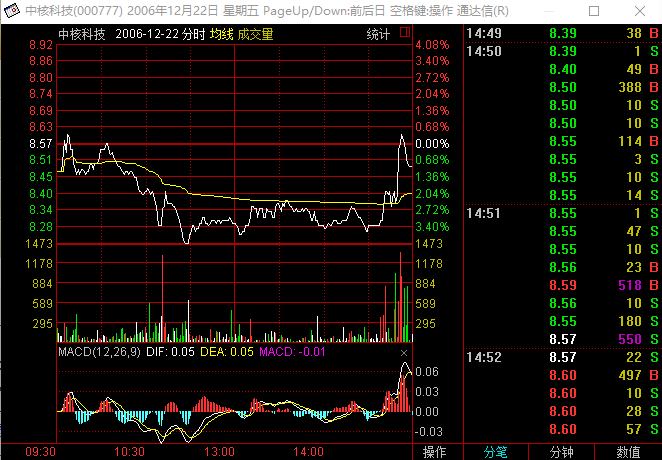 中核科技(000777) 2006年12月22日 星期五 PageUp/Down:前后日 空格键:操作 通达信(R)
中核科技 2006-12-22 分时 均线 成交量 统计
8.92 4.08%
8.86 3.40%
8.80 2.72%
8.74 2.04%
8.69 1.36%
8.63 0.68%
8.57 0.00%
8.51 0.68%
8.45 1.36%
8.40 2.04%
8.34 2.72%
8.28 3.40%
1473 1473
1178 1178
884 884
589 589
295 295
MACD(12,26,9) DIF: 0.05 DEA: 0.05 MACD: -0.01
0.06
0.03
0.00
-0.03
09:30 10:30 13:00 14:00 操作
14:49 8.39 38 B
14:50 8.39 1 S
8.40 49 B
8.50 388 B
8.50 10 S
8.50 10 S
8.55 114 B
8.55 3 S
8.55 10 S
8.55 14 S
14:51 8.55 1 S
8.55 47 S
8.55 10 S
8.56 23 B
8.59 518 B
8.56 10 S
8.55 180 S
8.57 550 S
14:52 8.57 22 S
8.60 497 B
8.60 10 S
8.60 28 S
8.60 57 S
分笔 分钟 数值